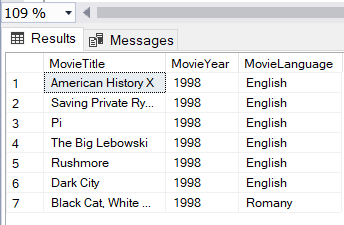 109 %
Results Messages
MovieTitle MovieYear MovieLanguage
1 American History X 1998 English
2 Saving Private Ry... 1998 English
3 Pi 1998 English
4 The Big Lebowski 1998 English
5 Rushmore 1998 English
6 Dark City 1998 English
7 Black Cat, White ... 1998 Romany